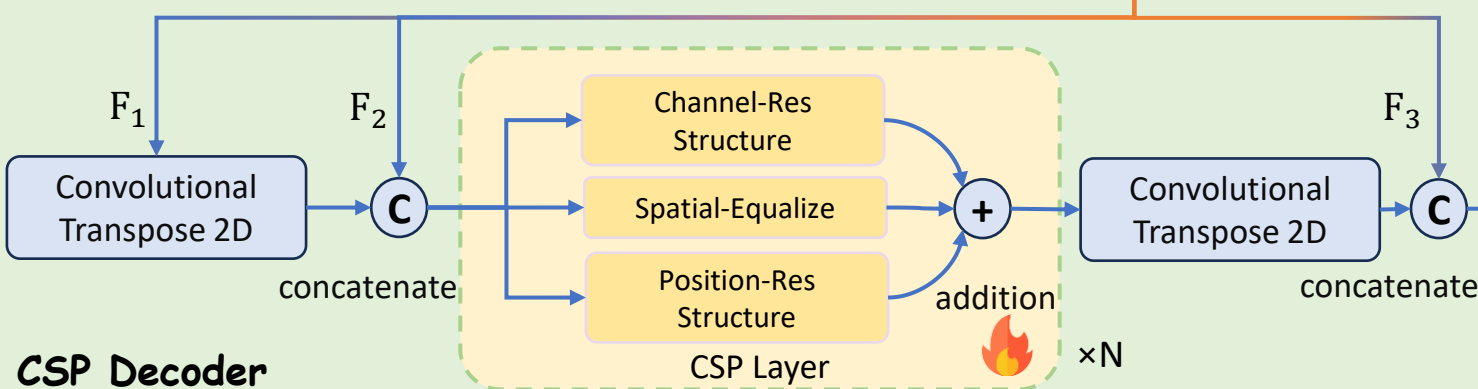 F₁
F₂
F₃
Convolutional
Transpose 2D
C
concatenate
Channel-Res
Structure
Spatial-Equalize
Position-Res
Structure
+
addition
CSP Layer
×N
Convolutional
Transpose 2D
C
concatenate
CSP Decoder